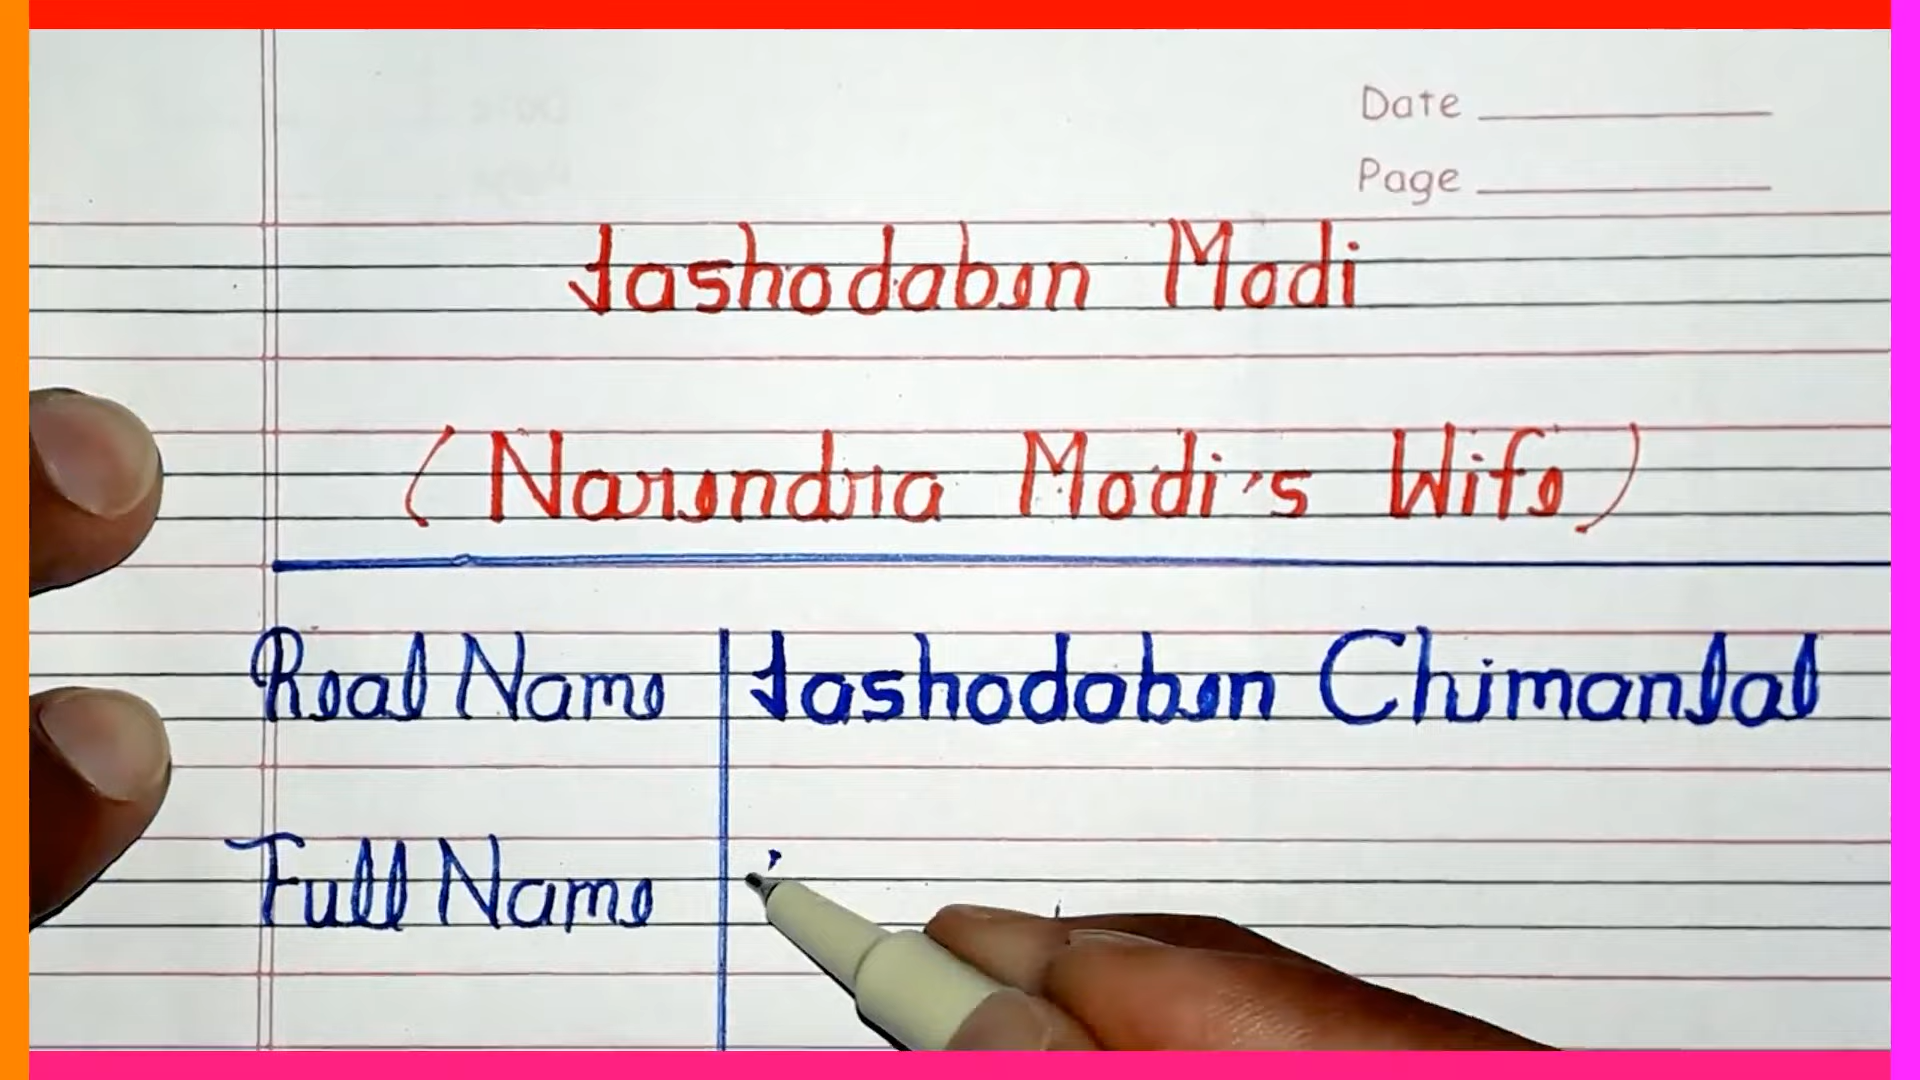 Date
Page
Jashodaben Modi
(Narendra Modi's Wife)
Real Name Jashodaben Chimanlal
Full Name